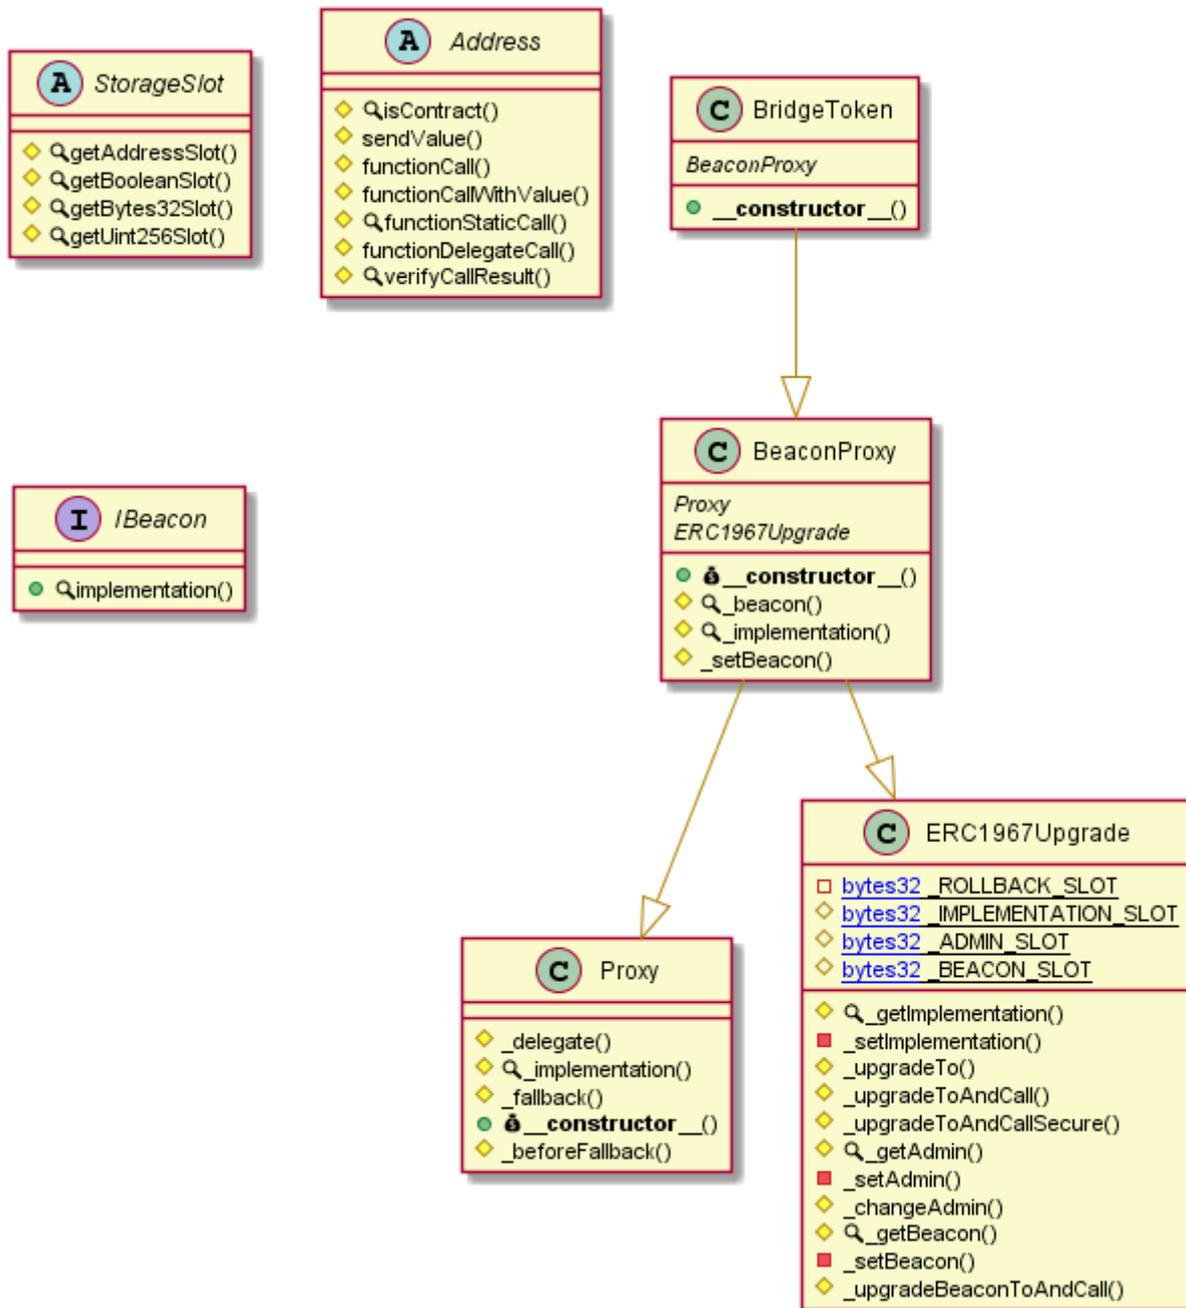 A StorageSlot
getAddressSlot()
getBooleanSlot()
getBytes32Slot()
getUint256Slot()
A Address
isContract()
sendValue()
functionCall()
functionCallWithValue()
functionStaticCall()
functionDelegateCall()
verifyCallResult()
C BridgeToken
BeaconProxy
__constructor__()
I IBeacon
implementation()
C BeaconProxy
Proxy
ERC1967Upgrade
__constructor__()
_beacon()
_implementation()
_setBeacon()
C Proxy
_delegate()
_implementation()
_fallback()
__constructor__()
_beforeFallback()
C ERC1967Upgrade
bytes32 _ROLLBACK_SLOT
bytes32 _IMPLEMENTATION_SLOT
bytes32 _ADMIN_SLOT
bytes32 _BEACON_SLOT
_getImplementation()
_setImplementation()
_upgradeTo()
_upgradeToAndCall()
_upgradeToAndCallSecure()
_getAdmin()
_setAdmin()
_changeAdmin()
_getBeacon()
_setBeacon()
_upgradeBeaconToAndCall()